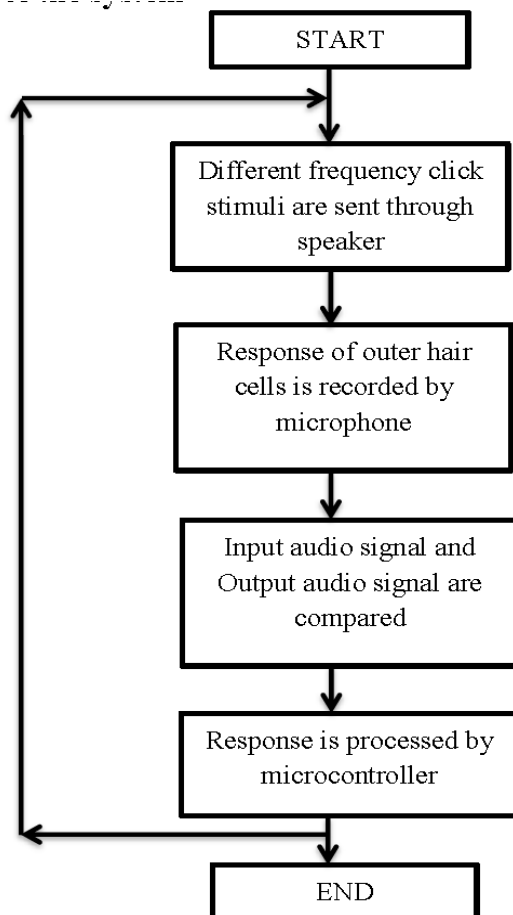 START
Different frequency click
stimuli are sent through
speaker
Response of outer hair
cells is recorded by
microphone
Input audio signal and
Output audio signal are
compared
Response is processed by
microcontroller
END